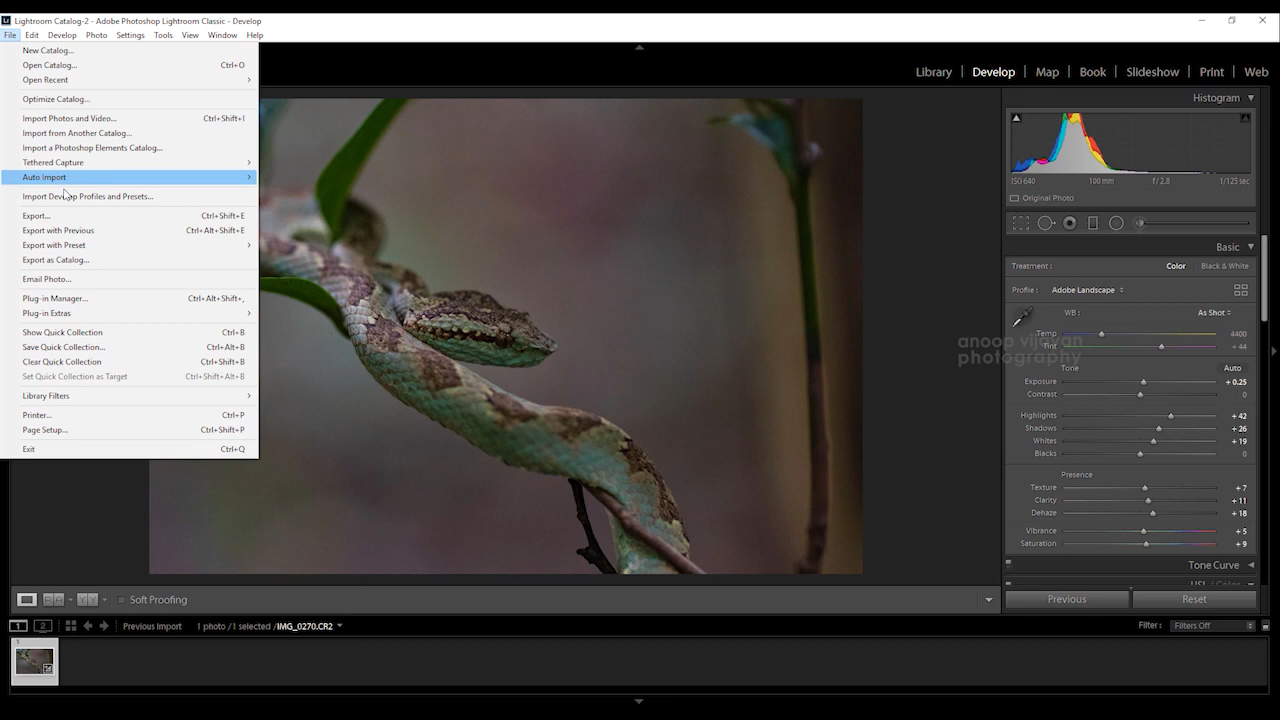 Lightroom Catalog-2 - Adobe Photoshop Lightroom Classic - Develop
File Edit Develop Photo Settings Tools View Window Help
New Catalog...
Open Catalog... Ctrl+O
Open Recent
Optimize Catalog...
Import Photos and Video... Ctrl+Shift+I
Import from Another Catalog...
Import a Photoshop Elements Catalog...
Tethered Capture
Auto Import
Import Develop Profiles and Presets...
Export... Ctrl+Shift+E
Export with Previous Ctrl+Alt+Shift+E
Export with Preset
Export as Catalog...
Email Photo...
Plug-in Manager... Ctrl+Alt+Shift+,
Plug-in Extras
Show Quick Collection Ctrl+B
Save Quick Collection... Ctrl+Alt+B
Clear Quick Collection Ctrl+Shift+B
Set Quick Collection as Target Ctrl+Shift+Alt+B
Library Filters
Printer... Ctrl+P
Page Setup... Ctrl+Shift+P
Exit Ctrl+Q
Library | Develop | Map | Book | Slideshow | Print | Web
Histogram
ISO 640 100 mm f/2.8 1/125 sec
Original Photo
Basic
Treatment : Color Black & White
Profile : Adobe Landscape
WB : As Shot
Temp 4400
Tint + 44
anoop vijayan
photography
Tone Auto
Exposure + 0.25
Contrast 0
Highlights + 42
Shadows + 26
Whites + 19
Blacks 0
Presence
Texture + 7
Clarity + 11
Dehaze + 18
Vibrance + 5
Saturation + 9
Tone Curve
HSL / Color
Previous Reset
Soft Proofing
1 2 Previous Import 1 photo / 1 selected / IMG_0270.CR2
Filter : Filters Off
1